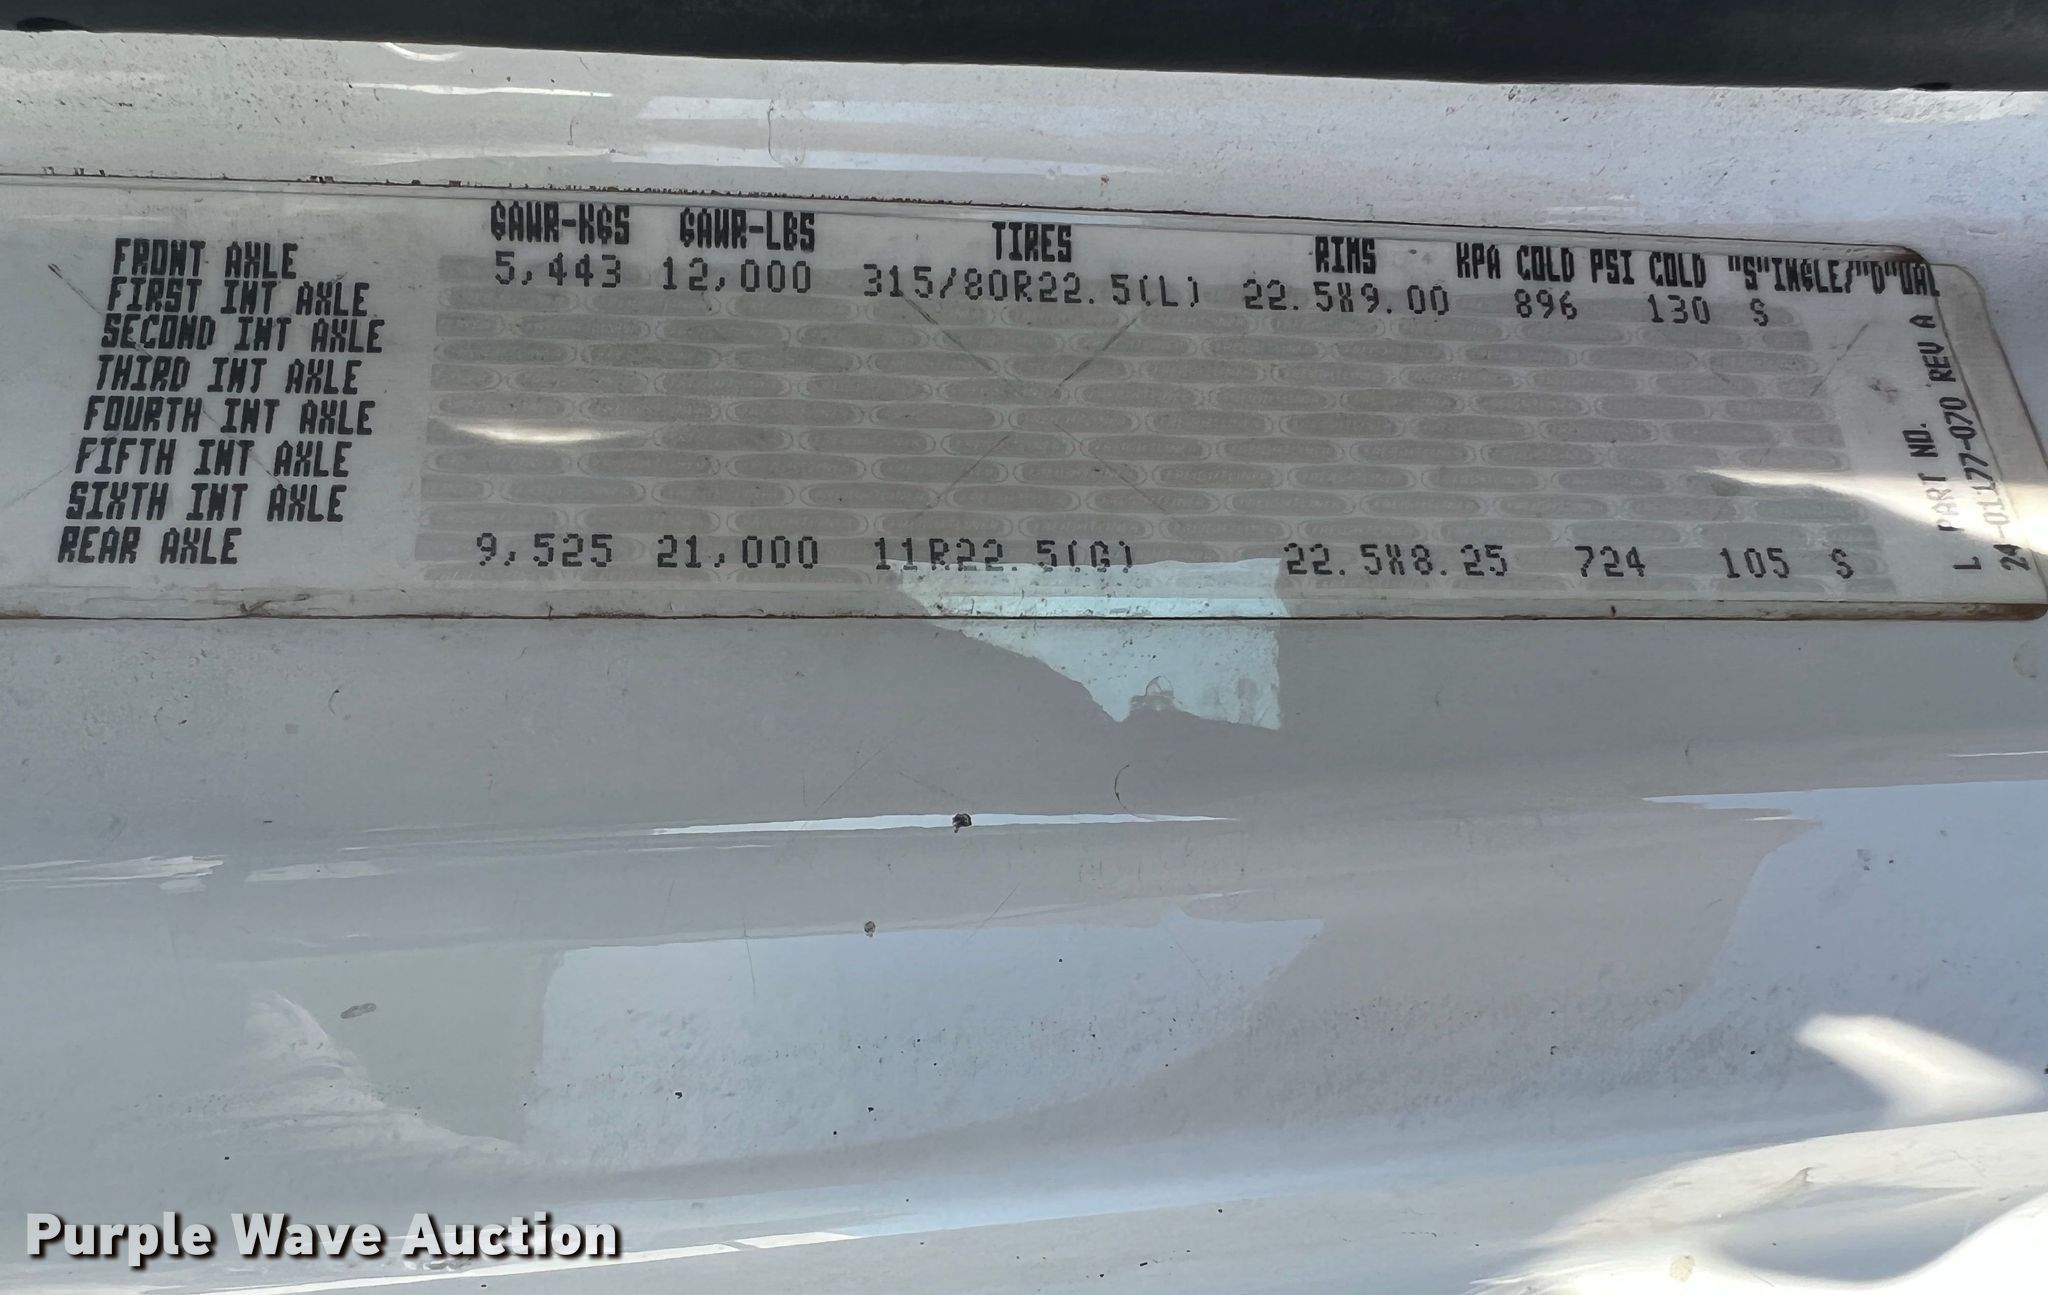 GAWR-KGS GAWR-LBS TIRES RIMS KPA COLD PSI COLD "S"INGLE/"D"UAL
FRONT AXLE 5,443 12,000 315/80R22.5(L) 22.5X9.00 896 130 S
FIRST INT AXLE
SECOND INT AXLE
THIRD INT AXLE
FOURTH INT AXLE
FIFTH INT AXLE
SIXTH INT AXLE
REAR AXLE 9,525 21,000 11R22.5(G) 22.5X8.25 724 105 S
PART NO.
24-01177-070 REV A
Purple Wave Auction